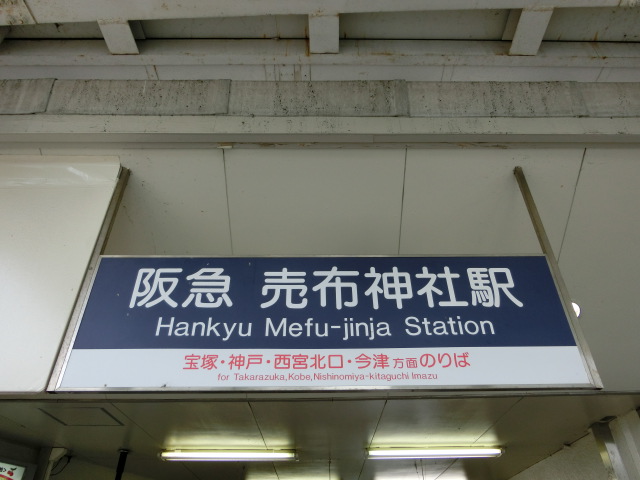 阪急 売布神社駅
Hankyu Mefu-jinja Station
宝塚・神戸・西宮北口・今津 方面 のりば
for Takarazuka,Kobe,Nishinomiya-kitaguchi Imazu